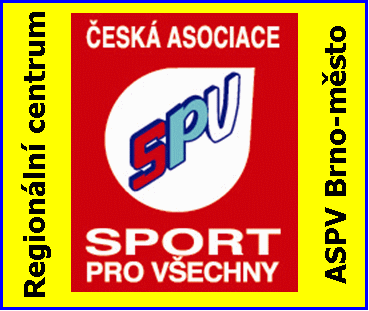 Regionální centrum
ČESKÁ ASOCIACE
SPV
SPORT
PRO VŠECHNY
ASPV Brno-město